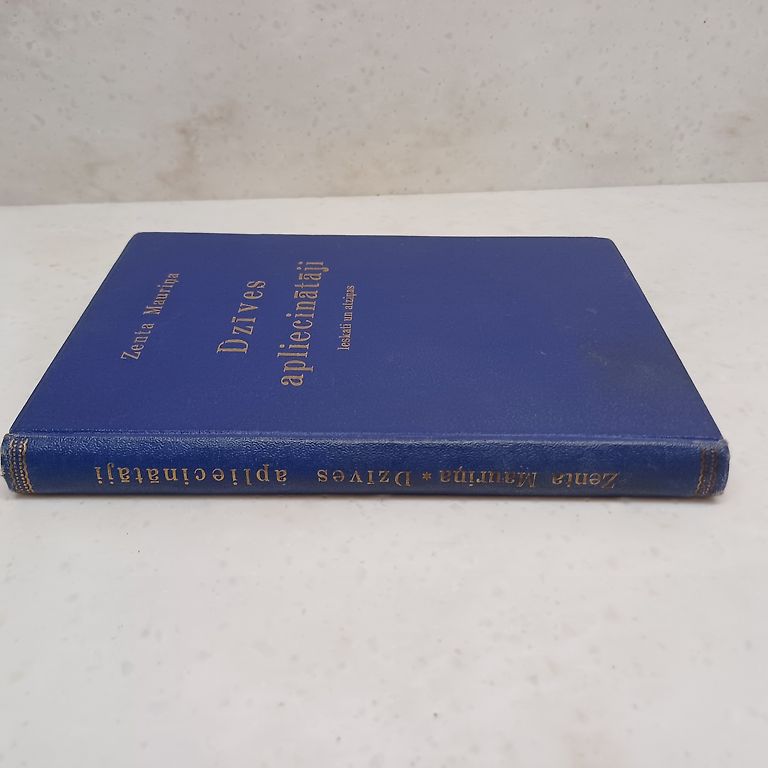 Zenta Mauriņa
Dzīves
apliecinātāji
Ieskati un atziņas
Zenta Mauriņa * Dzīves apliecinātāji